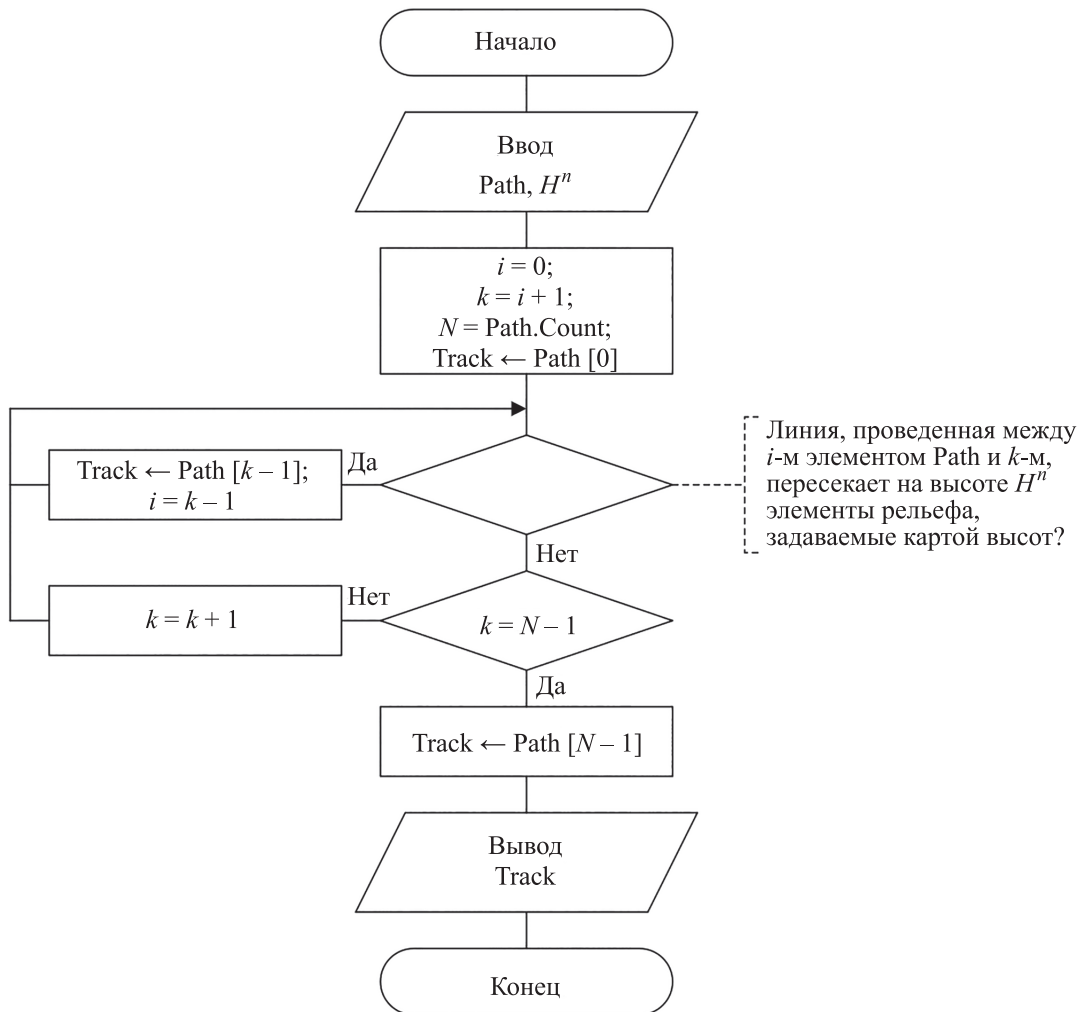 Начало
Ввод
Path, Hⁿ
i = 0;
k = i + 1;
N = Path.Count;
Track ← Path [0]
Линия, проведенная между
i-м элементом Path и k-м,
пересекает на высоте Hⁿ
элементы рельефа,
задаваемые картой высот?
Да
Track ← Path [k – 1];
i = k – 1
Нет
Нет
k = k + 1
k = N – 1
Да
Track ← Path [N – 1]
Вывод
Track
Конец